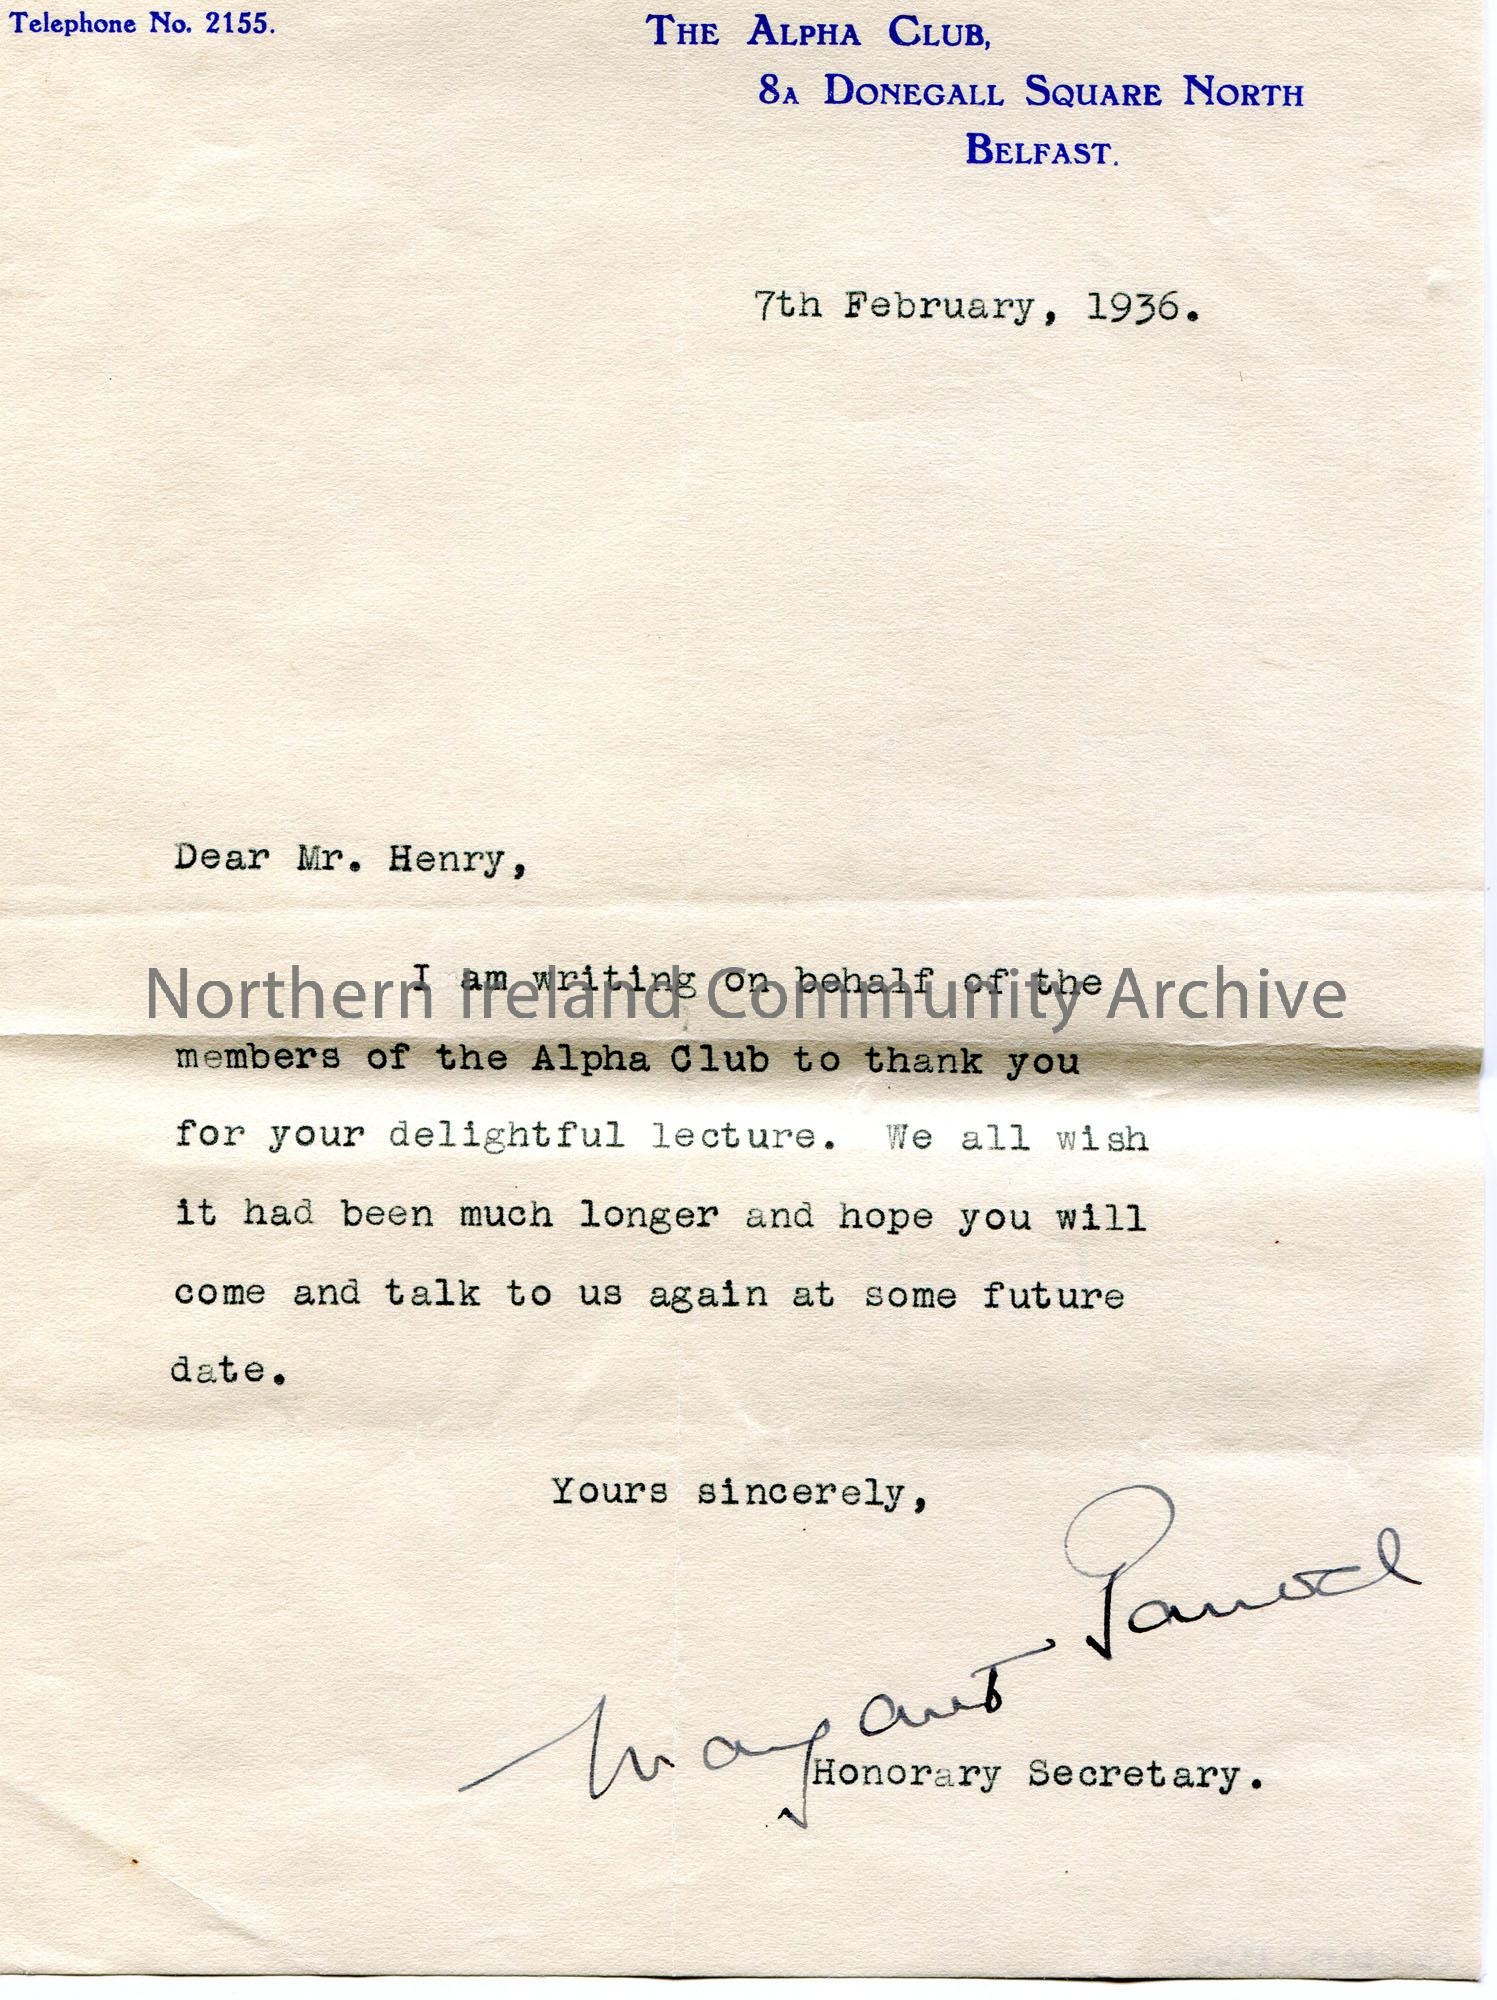 Telephone No. 2155.
THE ALPHA CLUB,
8A DONEGALL SQUARE NORTH
BELFAST.
7th February, 1936.
Dear Mr. Henry,
I am writing on behalf of the
Northern Ireland Community Archive
members of the Alpha Club to thank you
for your delightful lecture. We all wish
it had been much longer and hope you will
come and talk to us again at some future
date.
Yours sincerely,
Margaret
Honorary Secretary.